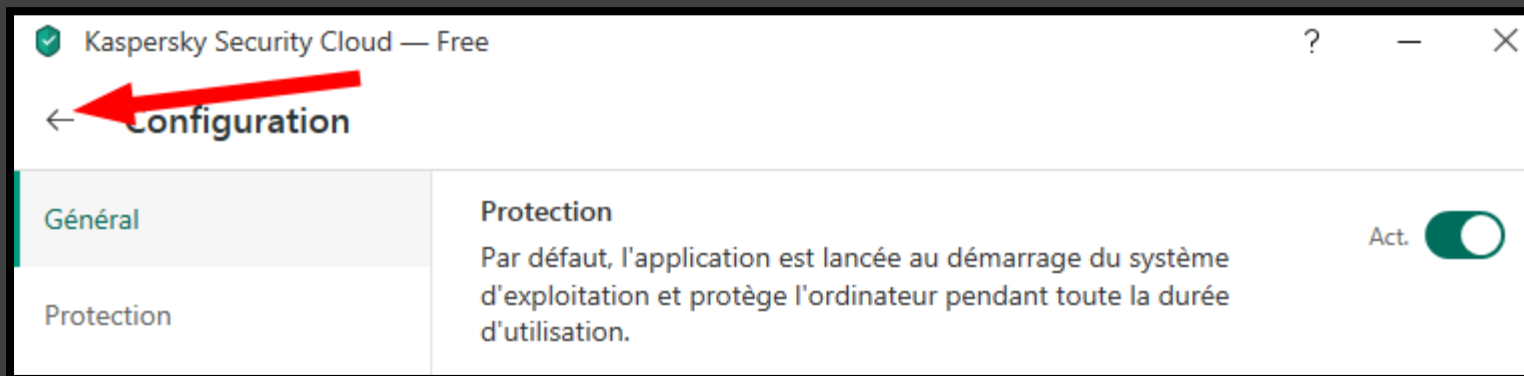 Kaspersky Security Cloud — Free ?
Configuration
Général
Protection
Protection
Par défaut, l'application est lancée au démarrage du système
d'exploitation et protège l'ordinateur pendant toute la durée
d'utilisation.
Act.